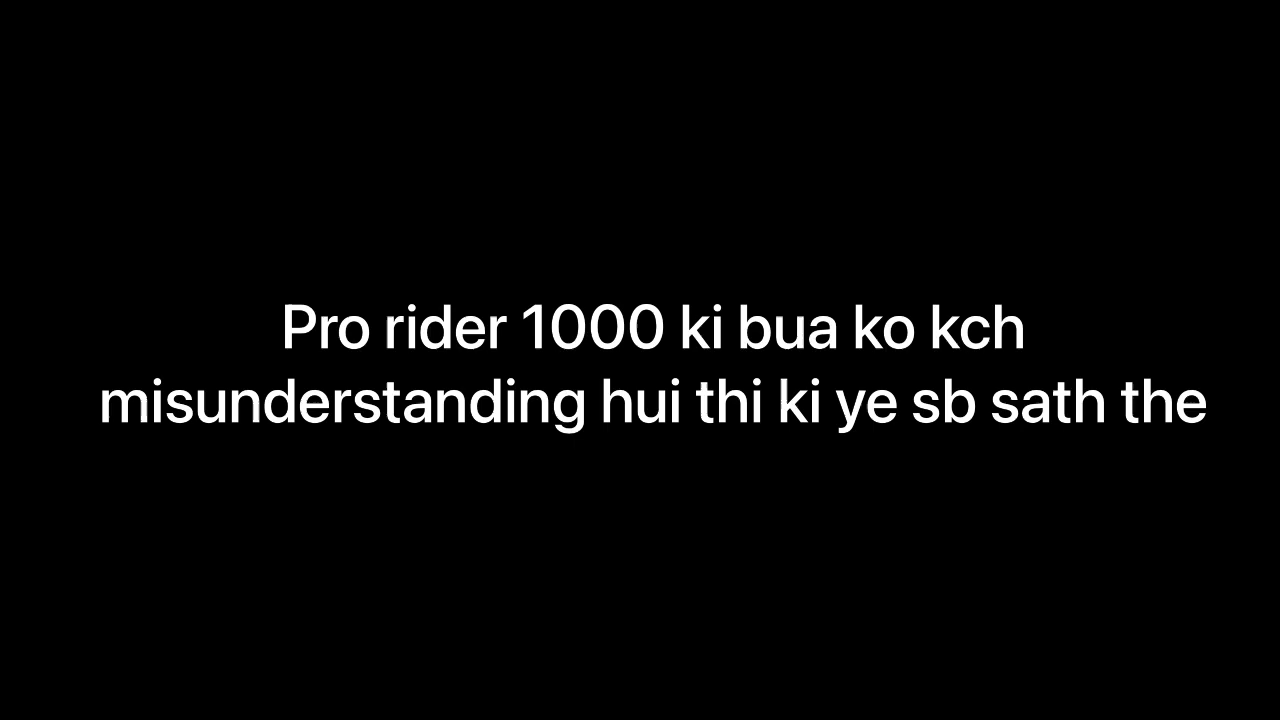 Pro rider 1000 ki bua ko kch
misunderstanding hui thi ki ye sb sath the